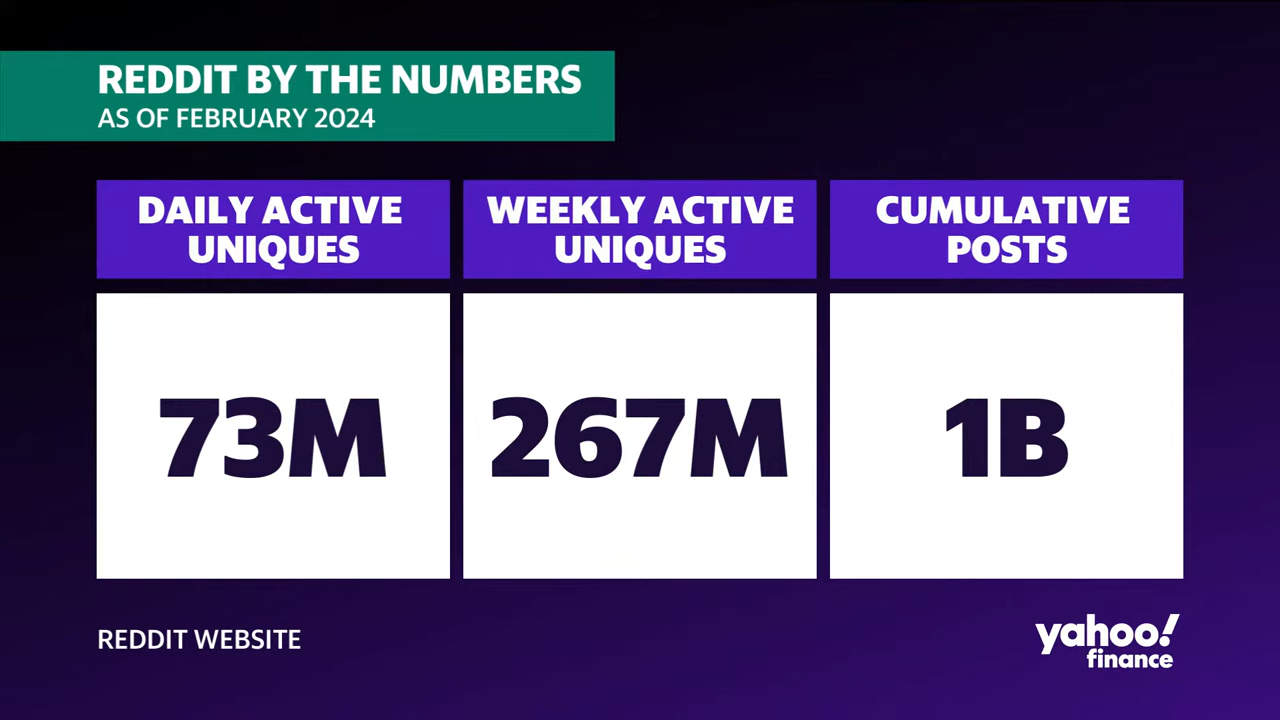 REDDIT BY THE NUMBERS
AS OF FEBRUARY 2024
DAILY ACTIVE
UNIQUES
WEEKLY ACTIVE
UNIQUES
CUMULATIVE
POSTS
73M
267M
1B
REDDIT WEBSITE
yahoo!
finance